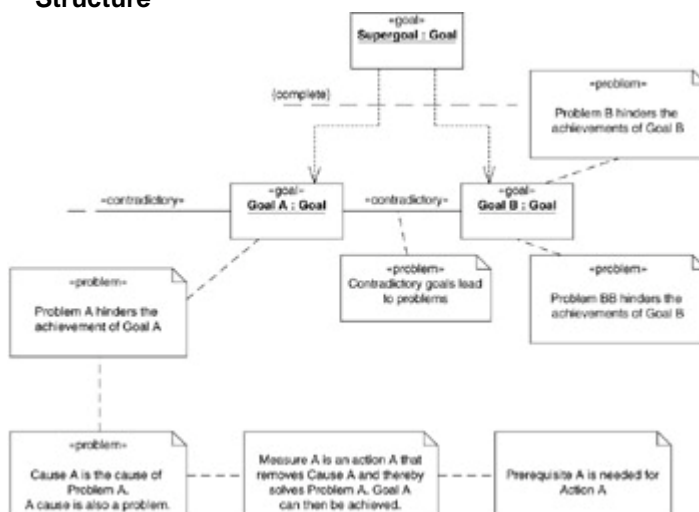 Structure
«goal»
Supergoal : Goal
{complete}
«problem»
Problem B hinders the
achievements of Goal B
«contradictory»
«goal»
Goal A : Goal
«contradictory»
«goal»
Goal B : Goal
«problem»
Problem A hinders the
achievement of Goal A
«problem»
Contradictory goals lead
to problems
«problem»
Problem BB hinders the
achievements of Goal B
«problem»
Cause A is the cause of
Problem A.
A cause is also a problem.
Measure A is an action A that
removes Cause A and thereby
solves Problem A. Goal A
can then be achieved.
Prerequisite A is needed for
Action A